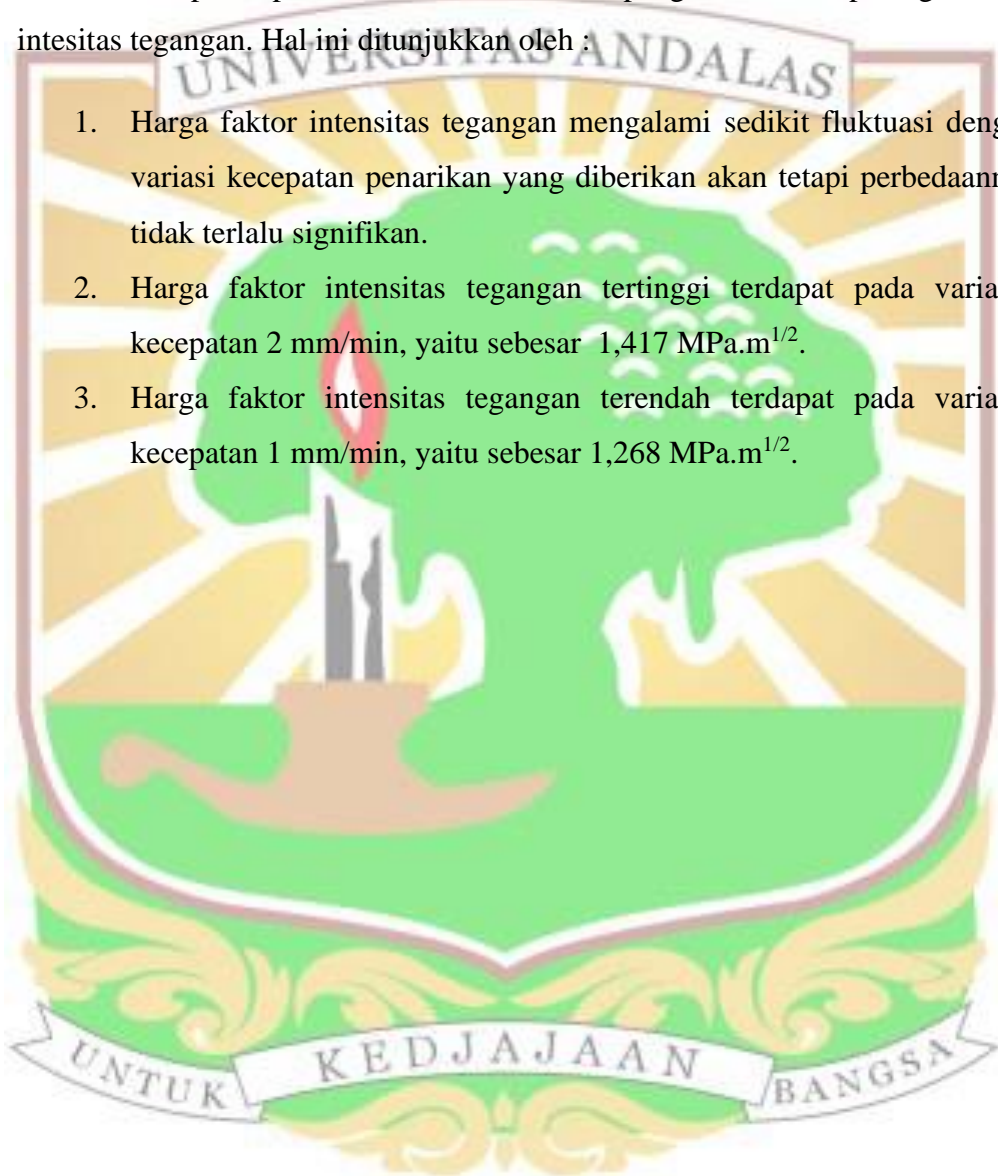 intesitas tegangan. Hal ini ditunjukkan oleh :
UNIVERSITAS ANDALAS
1. Harga faktor intensitas tegangan mengalami sedikit fluktuasi deng
variasi kecepatan penarikan yang diberikan akan tetapi perbedaann
tidak terlalu signifikan.
2. Harga faktor intensitas tegangan tertinggi terdapat pada varia
kecepatan 2 mm/min, yaitu sebesar 1,417 MPa.m^1/2.
3. Harga faktor intensitas tegangan terendah terdapat pada varia
kecepatan 1 mm/min, yaitu sebesar 1,268 MPa.m^1/2.
UNTUK KEDJAJAAN BANGSA